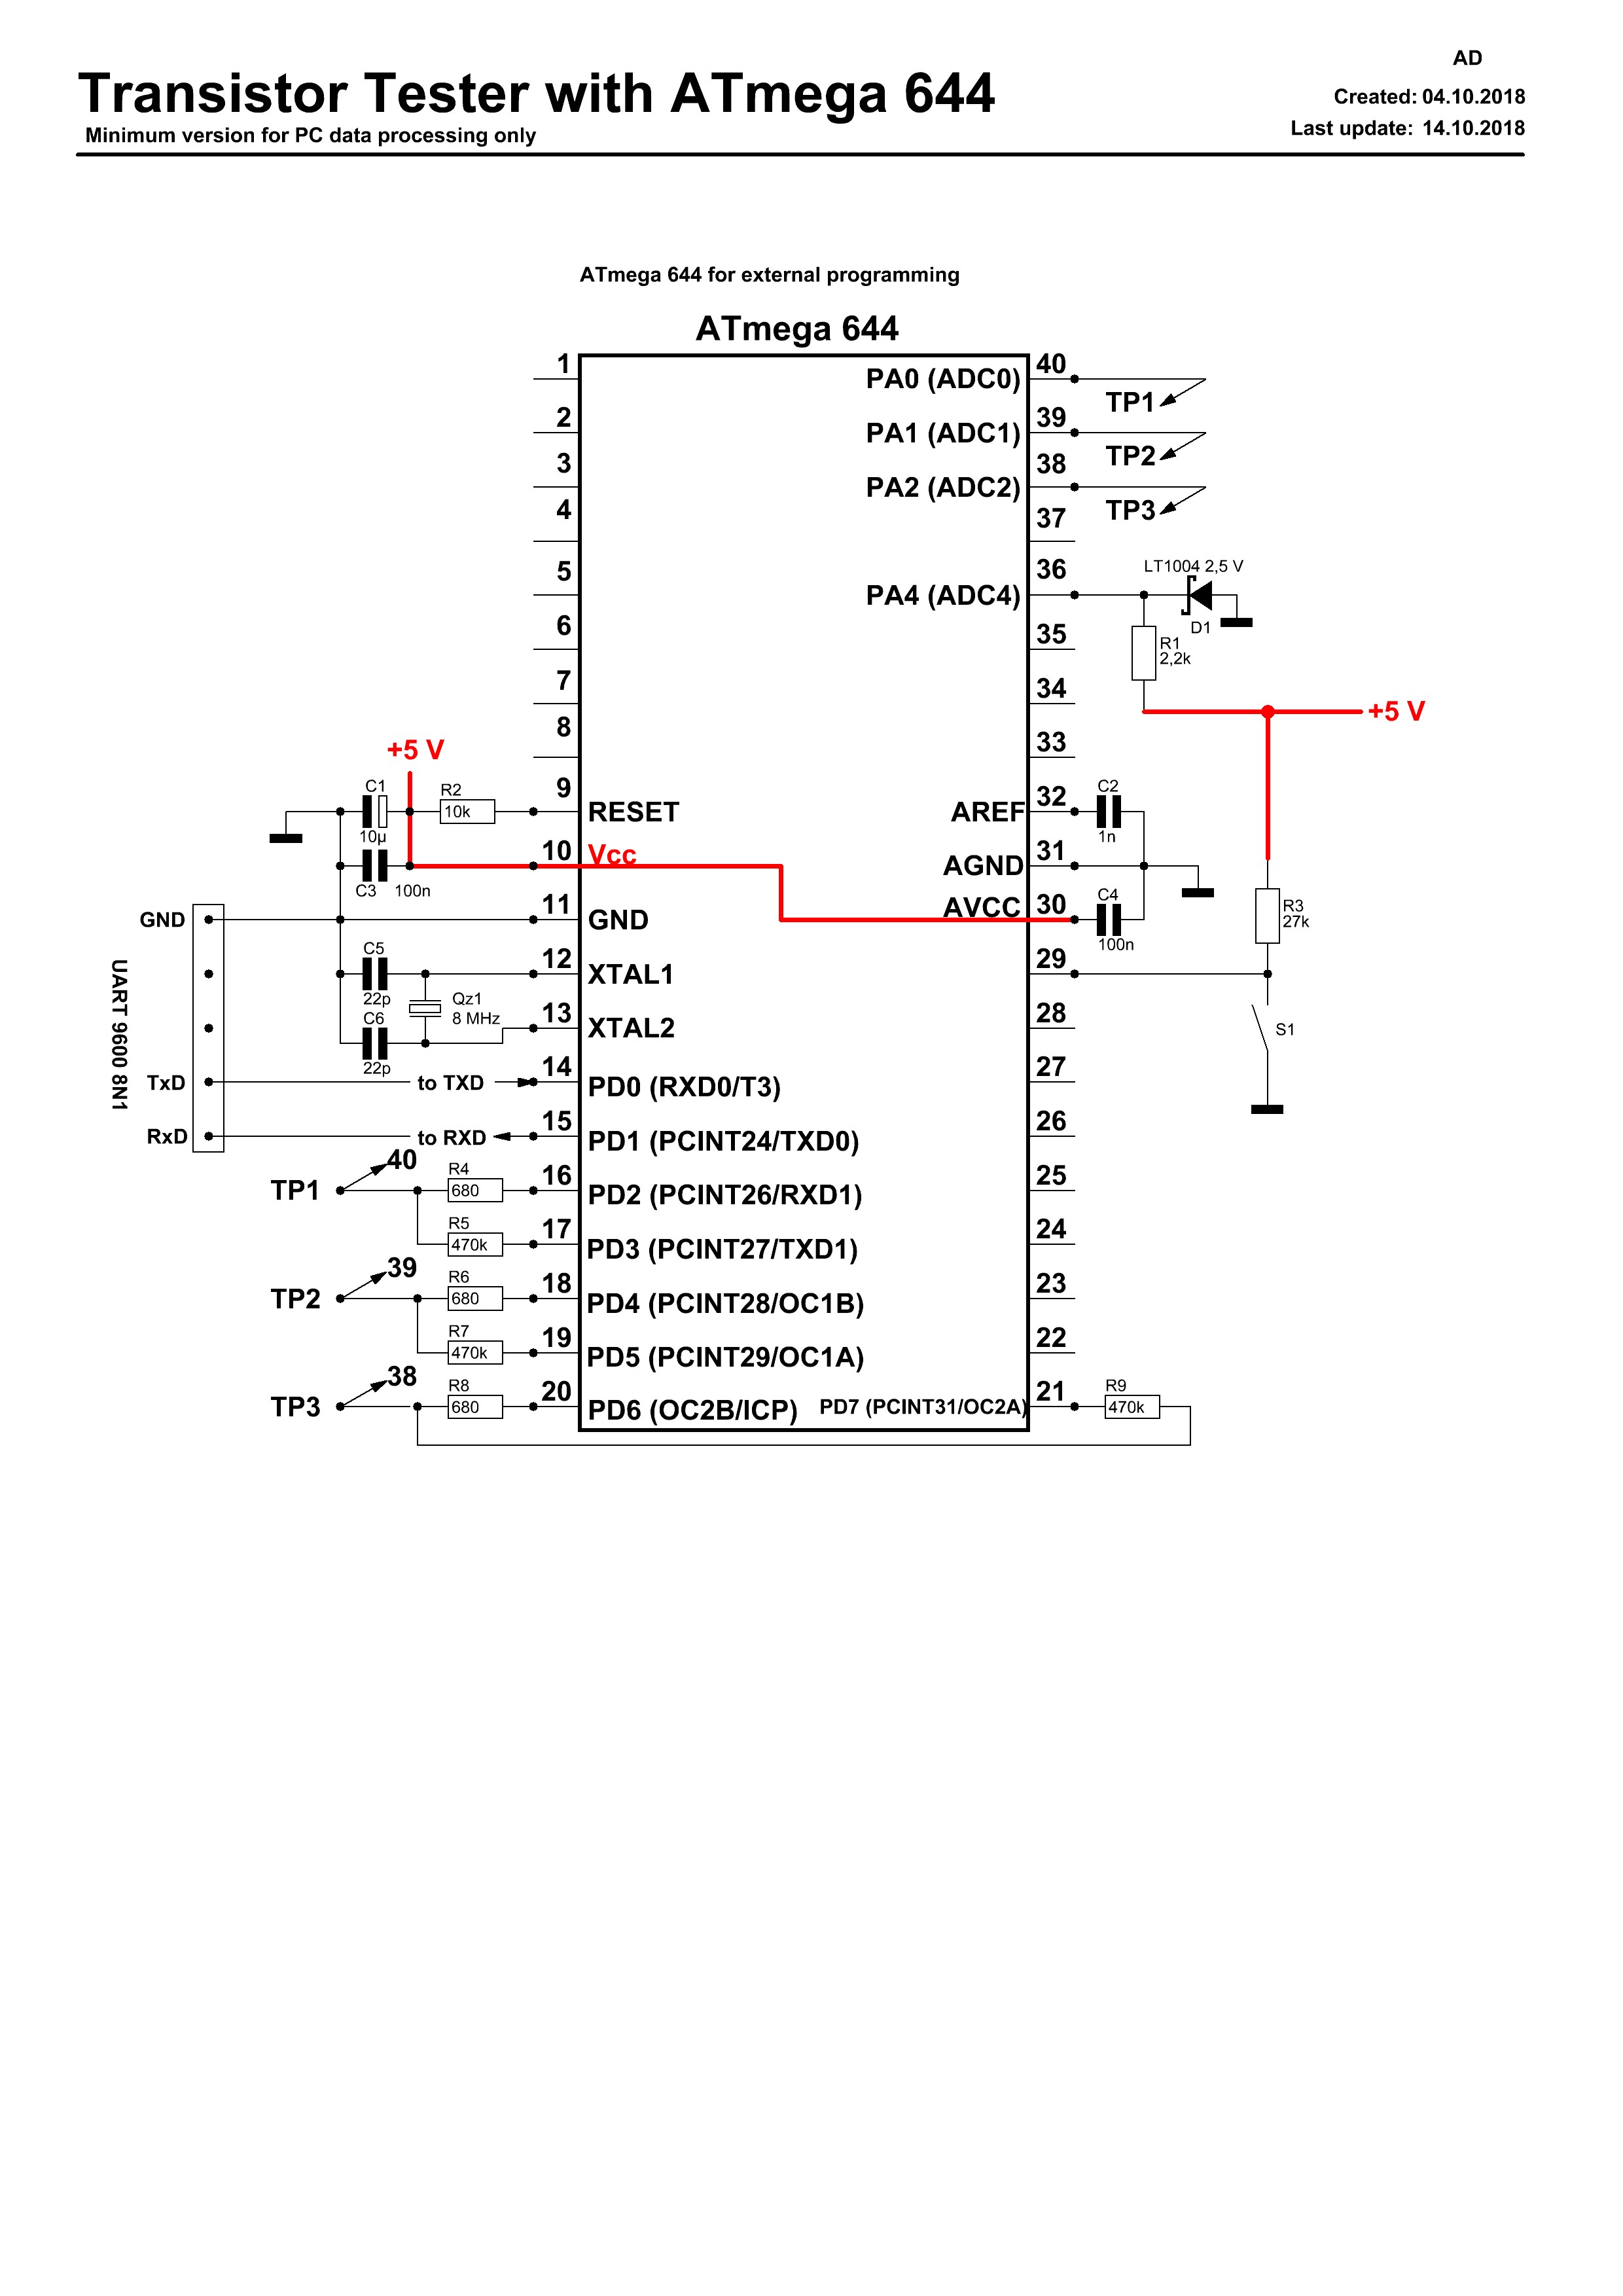 AD
Transistor Tester with ATmega 644
Created: 04.10.2018
Minimum version for PC data processing only
Last update: 14.10.2018
ATmega 644 for external programming
ATmega 644
1
PA0 (ADC0)
40
TP1
2
PA1 (ADC1)
39
TP2
3
PA2 (ADC2)
38
TP3
4
37
5
PA4 (ADC4)
36
LT1004 2,5 V
D1
6
35
R1
2,2k
7
34
+5 V
8
33
+5 V
C1
10µ
R2
10k
9
RESET
AREF
32
C2
1n
C3
100n
10
Vcc
AGND
31
GND
11
GND
AVCC
30
C4
100n
R3
27k
UART 9600 8N1
C5
22p
12
XTAL1
29
Qz1
8 MHz
C6
22p
13
XTAL2
28
S1
TxD
to TXD
14
PD0 (RXD0/T3)
27
RxD
to RXD
15
PD1 (PCINT24/TXD0)
26
TP1
40
R4
680
16
PD2 (PCINT26/RXD1)
25
R5
470k
17
PD3 (PCINT27/TXD1)
24
TP2
39
R6
680
18
PD4 (PCINT28/OC1B)
23
R7
470k
19
PD5 (PCINT29/OC1A)
22
TP3
38
R8
680
20
PD6 (OC2B/ICP)
PD7 (PCINT31/OC2A)
21
R9
470k